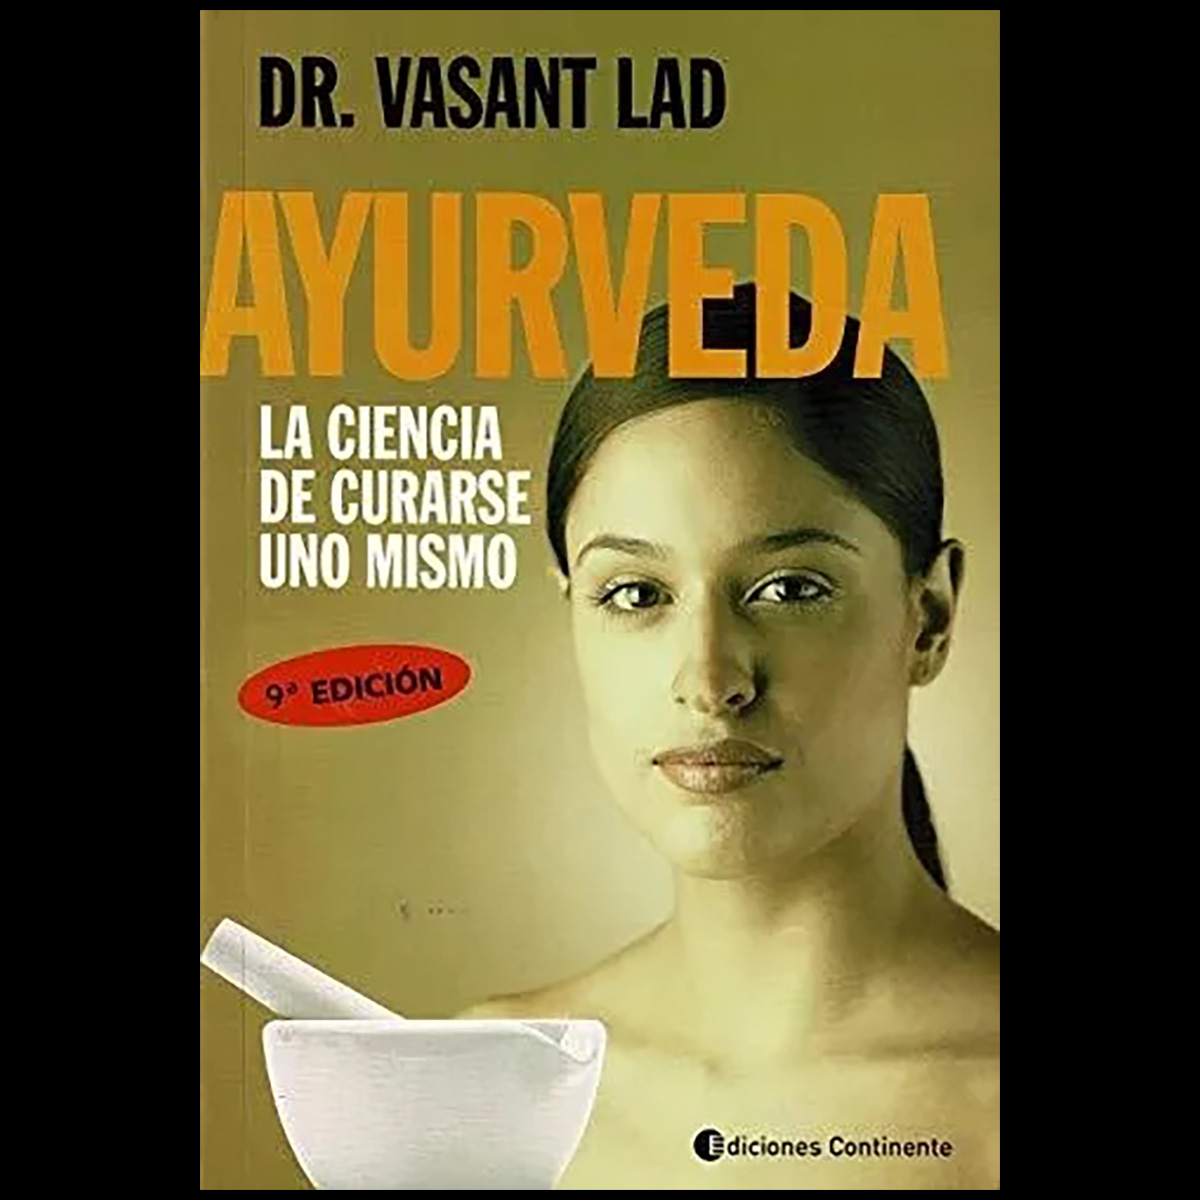 DR. VASANT LAD
AYURVEDA
LA CIENCIA
DE CURARSE
UNO MISMO
9ª EDICIÓN
Ediciones Continente